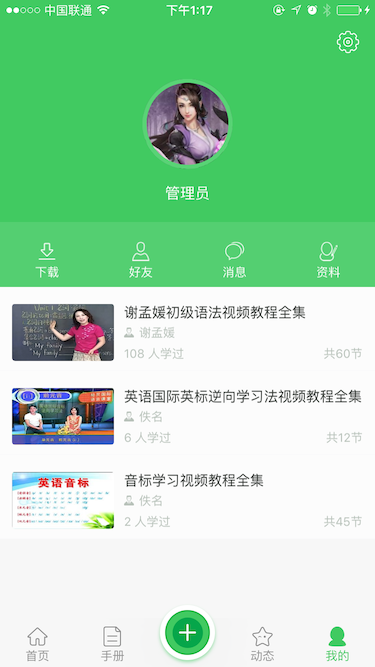 中国联通 下午1:17
管理员
下载 好友 消息 资料
谢孟媛初级语法视频教程全集
谢孟媛
108 人学过 共60节
英语国际英标逆向学习法视频教程全集
佚名
6 人学过 共12节
英语音标
音标学习视频教程全集
佚名
2 人学过 共45节
首页 手册 动态 我的